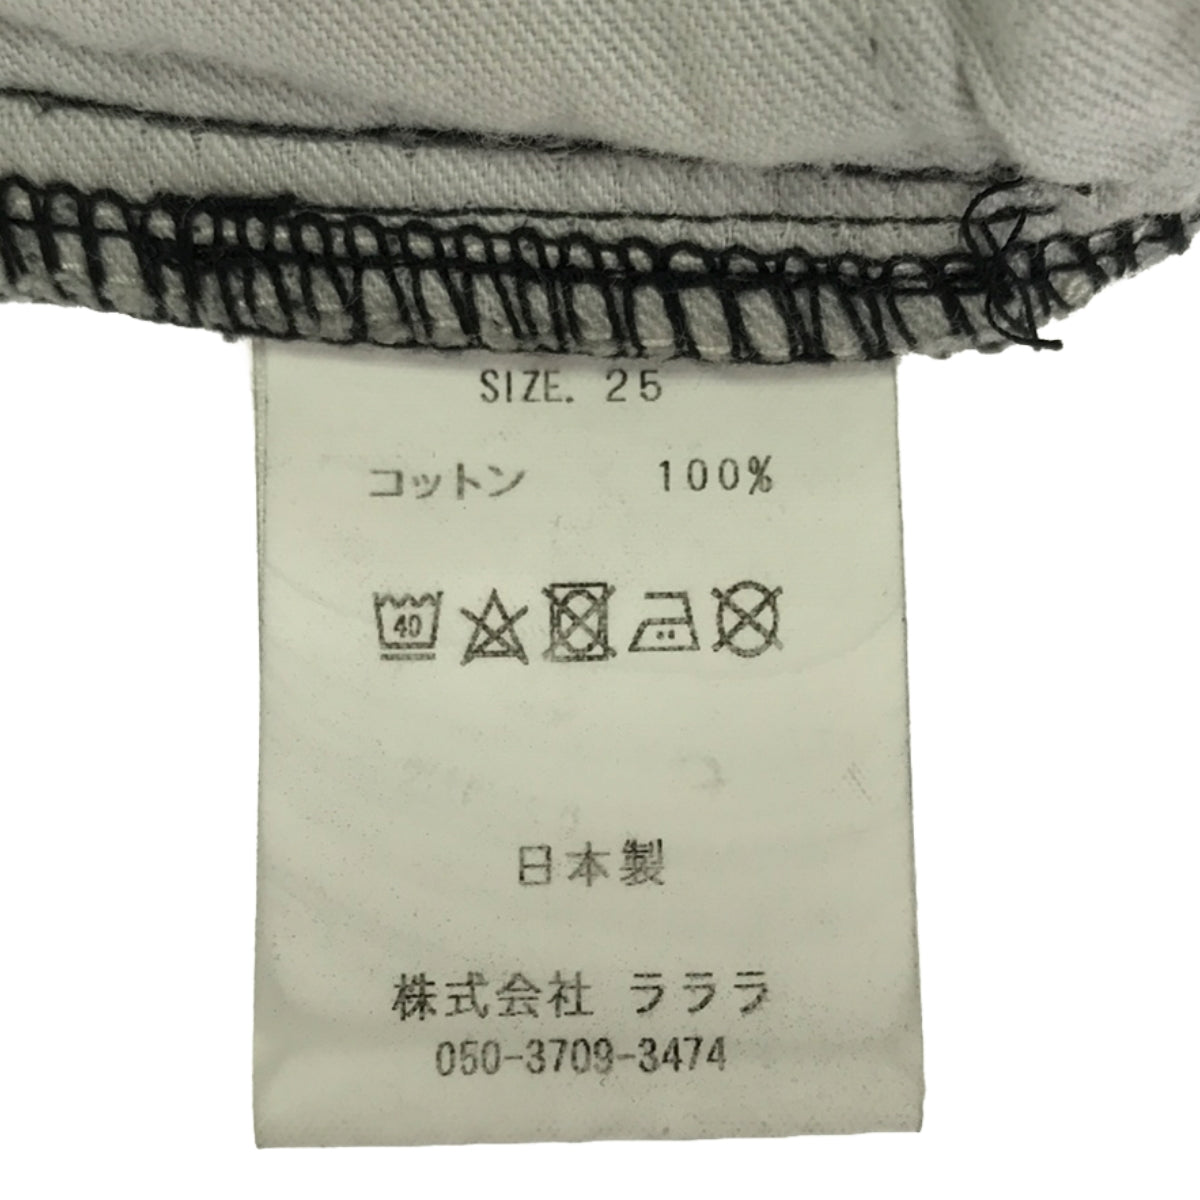 SIZE. 25
コットン 100%
40
日本製
株式会社 ラララ
050-3709-3474